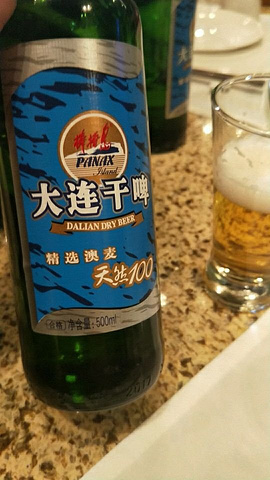 棒棰岛
PANAX
Island
大连干啤
DALIAN DRY BEER
精选澳麦
天然100
净含量:500ml